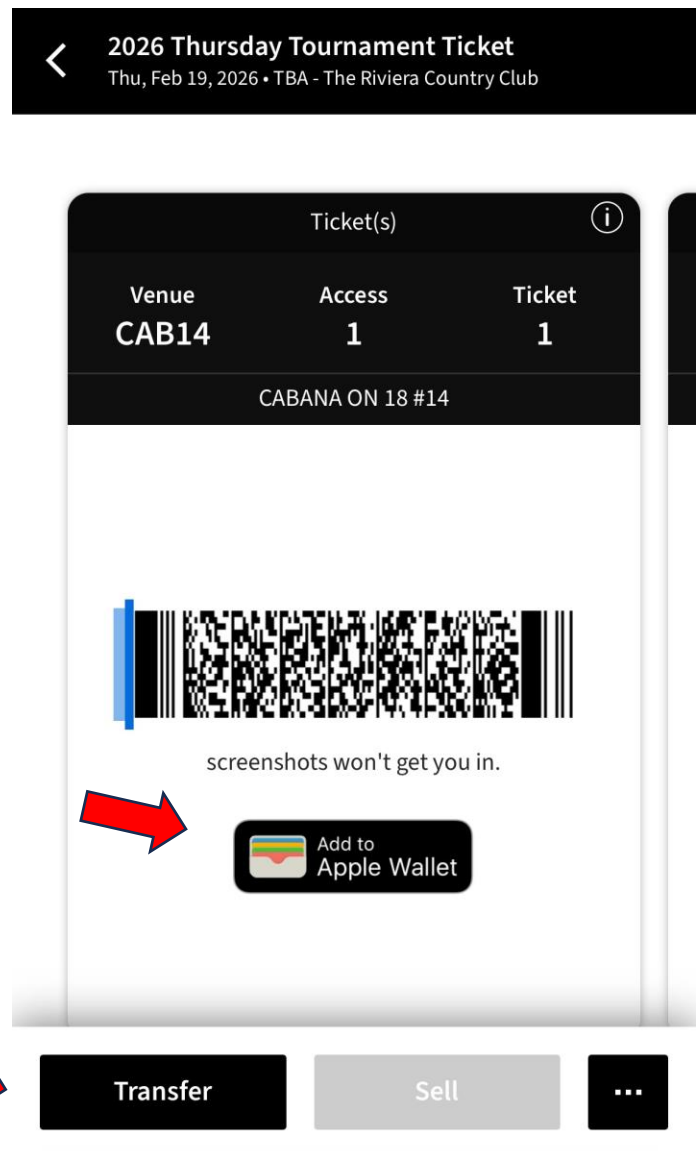 2026 Thursday Tournament Ticket
Thu, Feb 19, 2026 • TBA - The Riviera Country Club
Ticket(s)
Venue Access Ticket
CAB14 1 1
CABANA ON 18 #14
screenshots won't get you in.
Add to
Apple Wallet
Transfer Sell ...